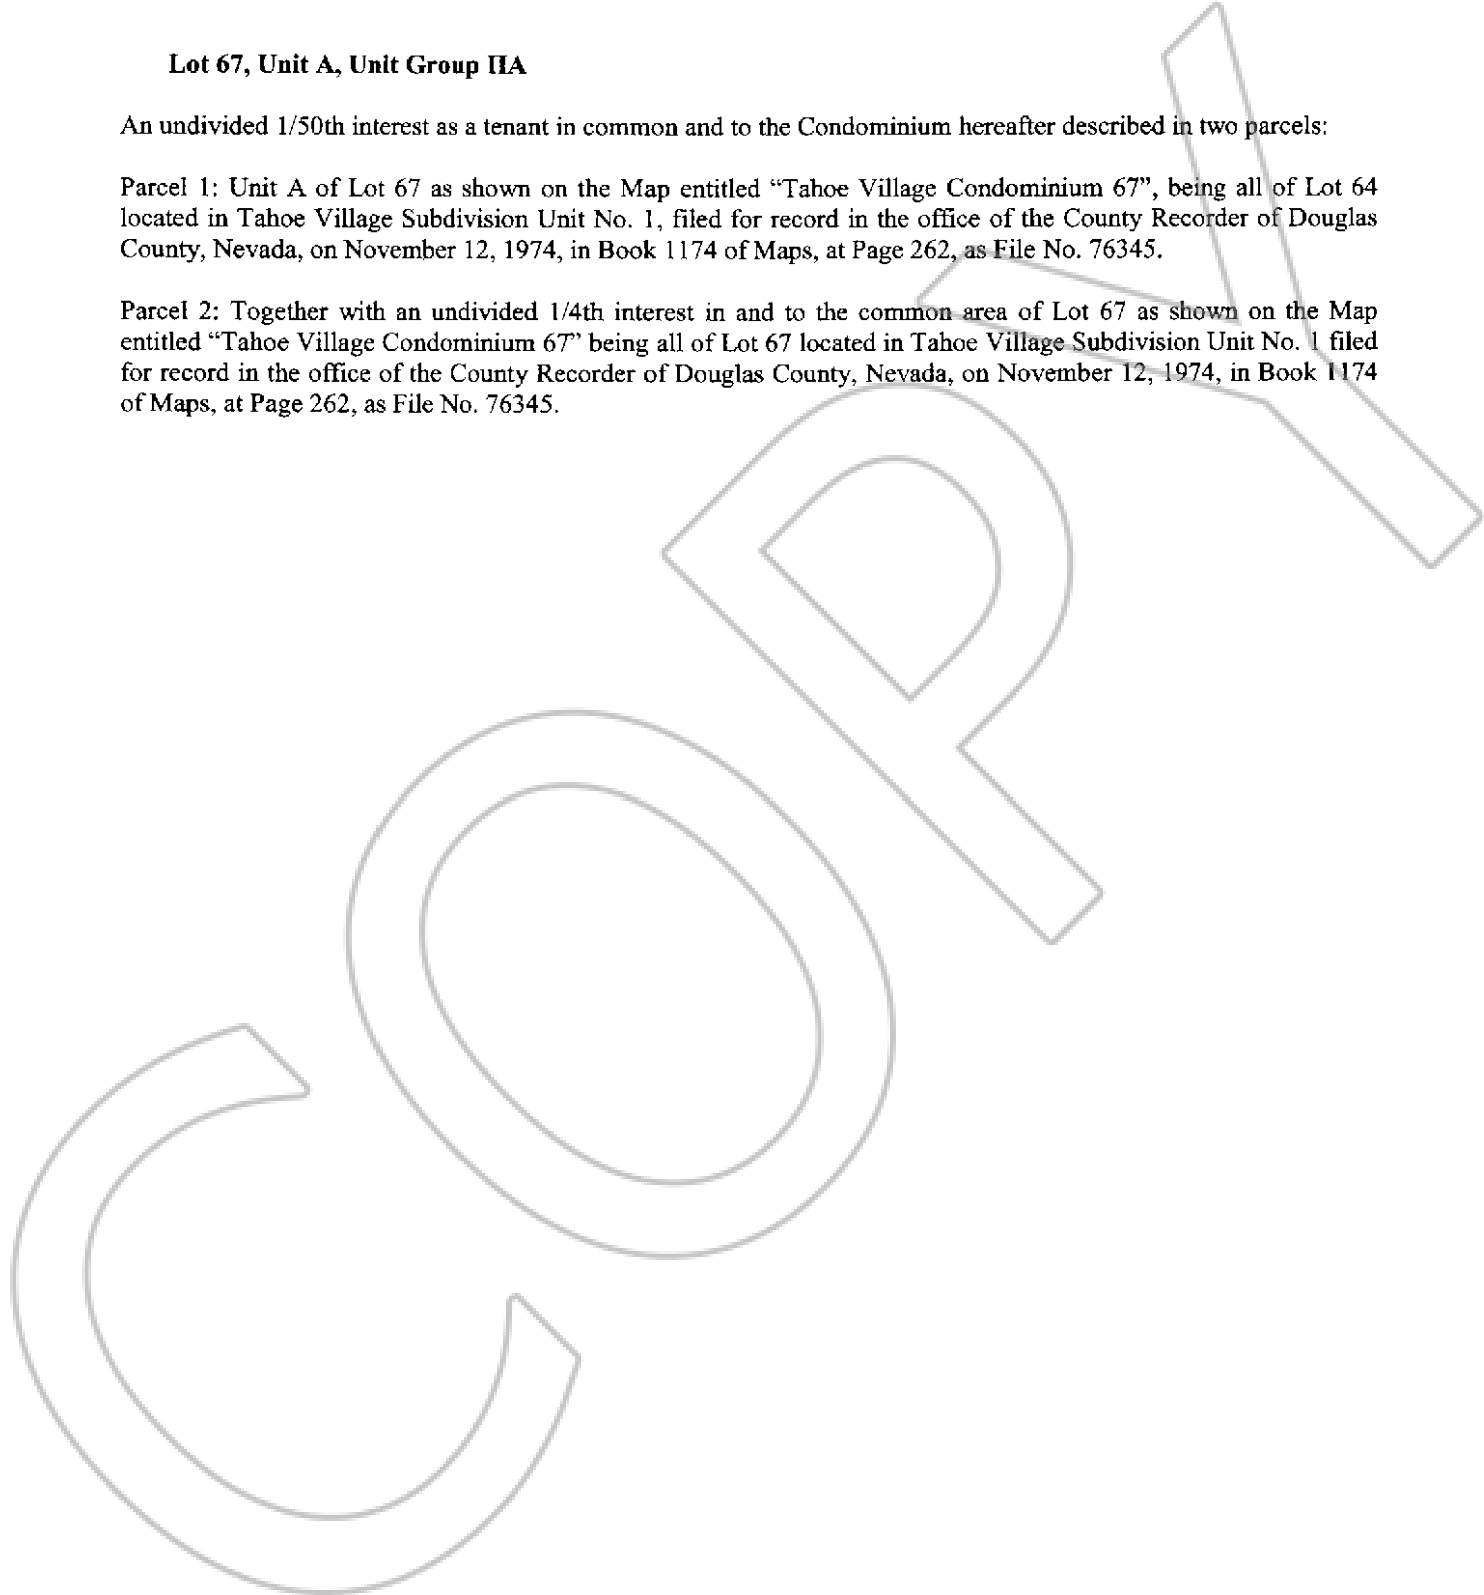 Lot 67, Unit A, Unit Group IIA
An undivided 1/50th interest as a tenant in common and to the Condominium hereafter described in two parcels:
Parcel 1: Unit A of Lot 67 as shown on the Map entitled “Tahoe Village Condominium 67”, being all of Lot 64
located in Tahoe Village Subdivision Unit No. 1, filed for record in the office of the County Recorder of Douglas
County, Nevada, on November 12, 1974, in Book 1174 of Maps, at Page 262, as File No. 76345.
Parcel 2: Together with an undivided 1/4th interest in and to the common area of Lot 67 as shown on the Map
entitled “Tahoe Village Condominium 67” being all of Lot 67 located in Tahoe Village Subdivision Unit No. 1 filed
for record in the office of the County Recorder of Douglas County, Nevada, on November 12, 1974, in Book 1174
of Maps, at Page 262, as File No. 76345.
COPY